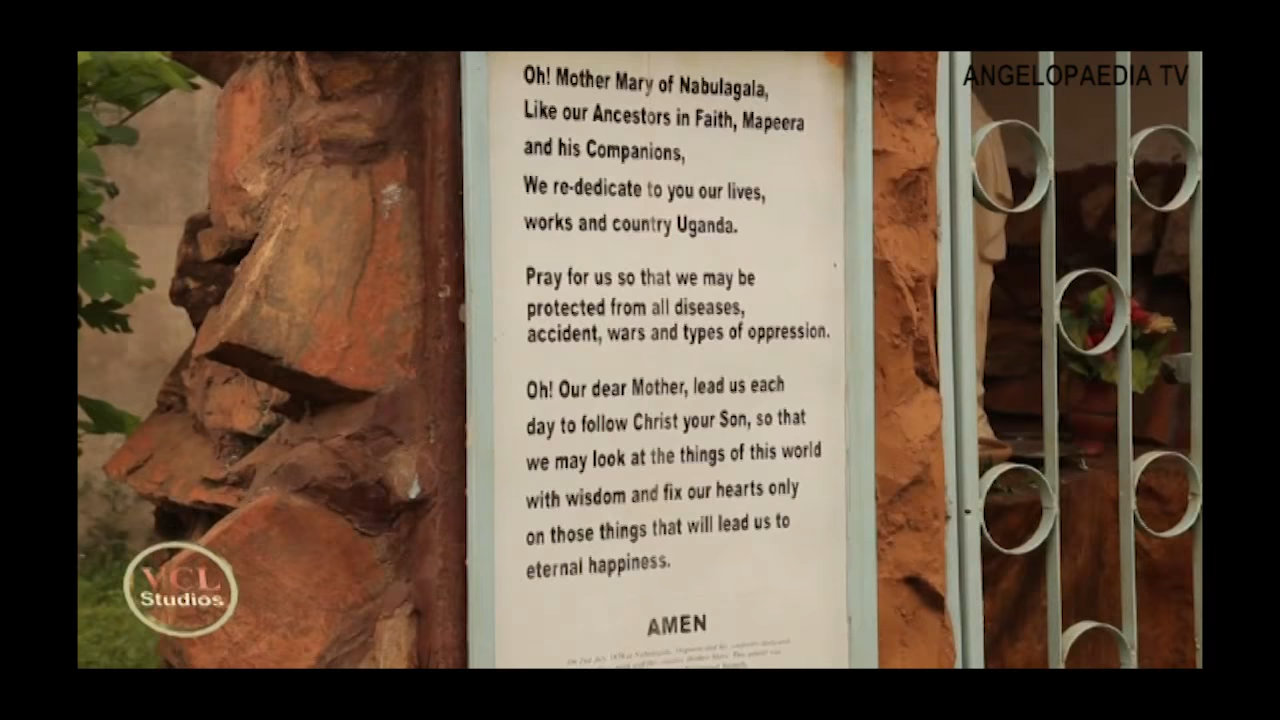 ANGELOPAEDIA TV
Oh! Mother Mary of Nabulagala,
Like our Ancestors in Faith, Mapeera
and his Companions,
We re-dedicate to you our lives,
works and country Uganda.
Pray for us so that we may be
protected from all diseases,
accident, wars and types of oppression.
Oh! Our dear Mother, lead us each
day to follow Christ your Son, so that
we may look at the things of this world
with wisdom and fix our hearts only
on those things that will lead us to
eternal happiness.
AMEN
VCL
Studios